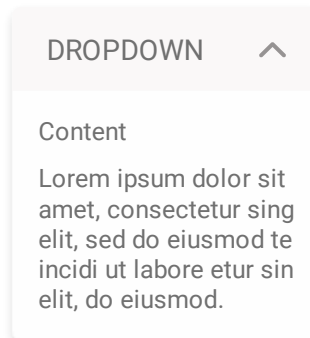 DROPDOWN
Content
Lorem ipsum dolor sit
amet, consectetur sing
elit, sed do eiusmod te
incidi ut labore etur sin
elit, do eiusmod.